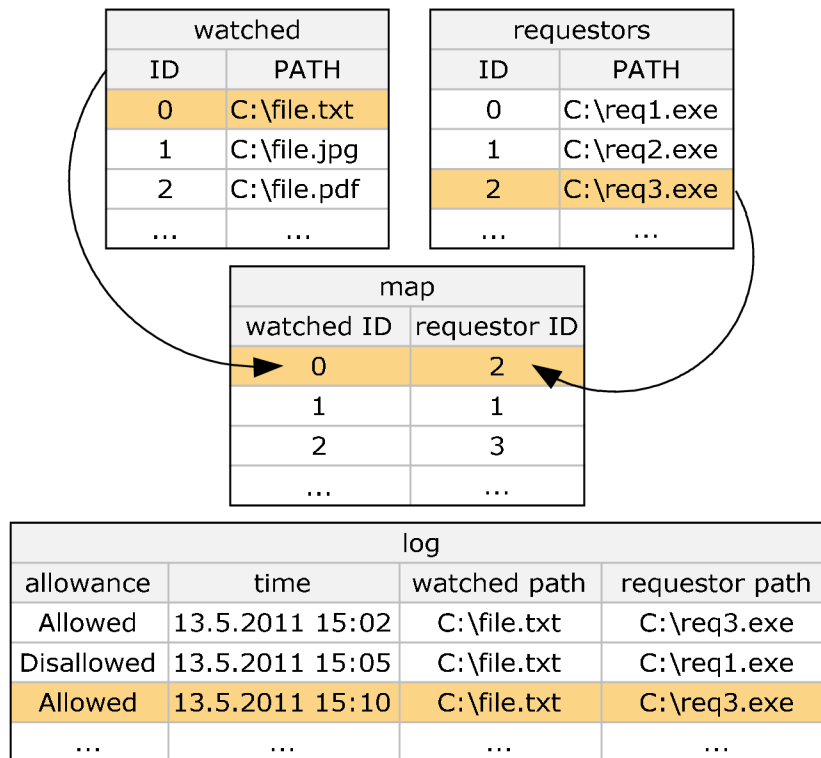 watched
ID PATH
0 C:\file.txt
1 C:\file.jpg
2 C:\file.pdf
... ...
requestors
ID PATH
0 C:\req1.exe
1 C:\req2.exe
2 C:\req3.exe
... ...
map
watched ID requestor ID
0 2
1 1
2 3
... ...
log
allowance time watched path requestor path
Allowed 13.5.2011 15:02 C:\file.txt C:\req3.exe
Disallowed 13.5.2011 15:05 C:\file.txt C:\req1.exe
Allowed 13.5.2011 15:10 C:\file.txt C:\req3.exe
... ... ... ...